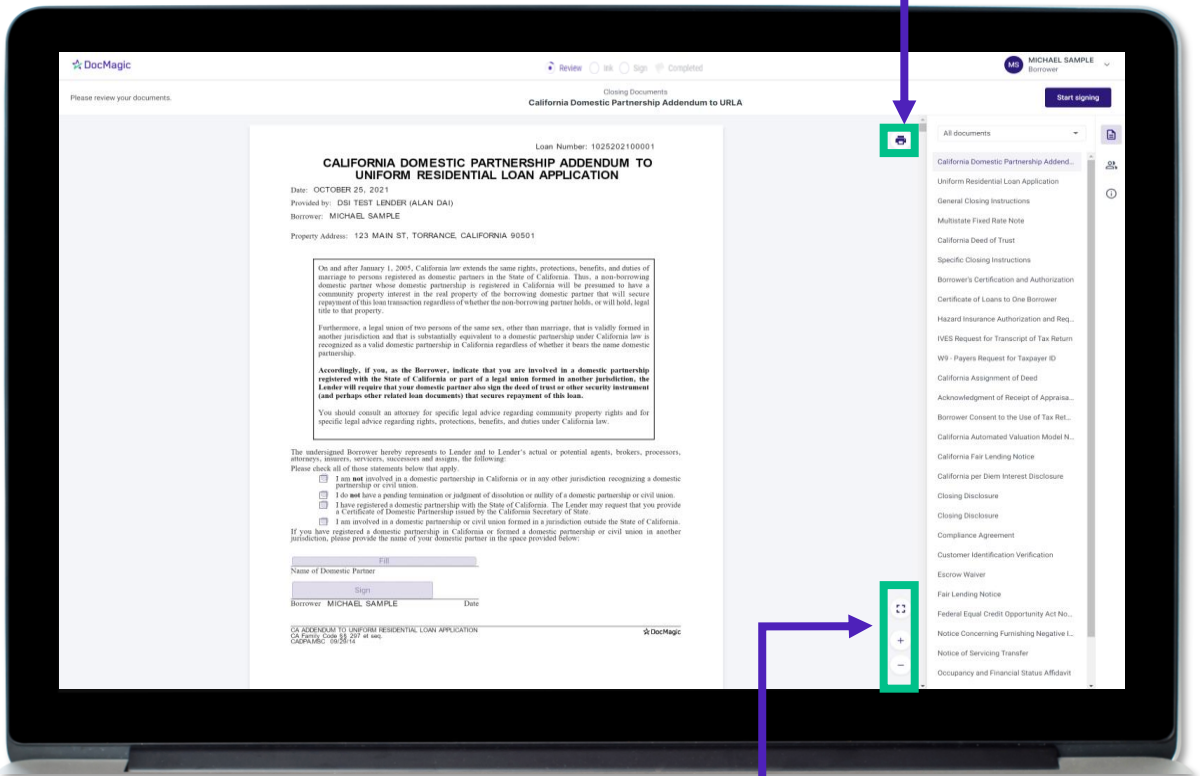 DocMagic
Review Ink Sign Completed
MS MICHAEL SAMPLE
Borrower
Please review your documents.
Closing Documents
California Domestic Partnership Addendum to URLA
Start signing
Loan Number: 1025202100001
CALIFORNIA DOMESTIC PARTNERSHIP ADDENDUM TO
UNIFORM RESIDENTIAL LOAN APPLICATION
Date: OCTOBER 25, 2021
Provided by: DSI TEST LENDER (ALAN DAI)
Borrower: MICHAEL SAMPLE
Property Address: 123 MAIN ST, TORRANCE, CALIFORNIA 90501
On and after January 1, 2005, California law extends the same rights, protections, benefits, and duties of
marriage to persons registered as domestic partners in the State of California. Thus, a non-borrowing
domestic partner whose domestic partnership is registered in California will be presumed to have a
community property interest in the real property of the borrowing domestic partner that will secure
repayment of this loan transaction regardless of whether the non-borrowing partner holds, or will hold, legal
title to that property.
Furthermore, a legal union of two persons of the same sex, other than marriage, that is validly formed in
another jurisdiction and that is substantially equivalent to a domestic partnership under California law is
recognized as a valid domestic partnership in California regardless of whether it bears the name domestic
partnership.
Accordingly, if you, as the Borrower, indicate that you are involved in a domestic partnership
registered with the State of California or part of a legal union formed in another jurisdiction, the
Lender will require that your domestic partner also sign the deed of trust or other security instrument
(and perhaps other related loan documents) that secures repayment of this loan.
You should consult an attorney for specific legal advice regarding community property rights and for
specific legal advice regarding rights, protections, benefits, and duties under California law.
The undersigned Borrower hereby represents to Lender and to Lender's actual or potential agents, brokers, processors,
attorneys, insurers, servicers, successors and assigns, the following:
Please check all of those statements below that apply.
I am not involved in a domestic partnership in California or in any other jurisdiction recognizing a domestic
partnership or civil union.
I do not have a pending termination or judgment of dissolution or nullity of a domestic partnership or civil union.
I have registered a domestic partnership with the State of California. The Lender may request that you provide
a Certificate of Domestic Partnership issued by the California Secretary of State.
I am involved in a domestic partnership or civil union formed in a jurisdiction outside the State of California.
If you have registered a domestic partnership in California or formed a domestic partnership or civil union in another
jurisdiction, please provide the name of your domestic partner in the space provided below:
Fill
Name of Domestic Partner
Sign
Borrower MICHAEL SAMPLE Date
CA ADDENDUM TO UNIFORM RESIDENTIAL LOAN APPLICATION
CA Family Code §§ 297 et seq.
CADPA.MSC 09/29/14
DocMagic
All documents
California Domestic Partnership Addend...
Uniform Residential Loan Application
General Closing Instructions
Multistate Fixed Rate Note
California Deed of Trust
Specific Closing Instructions
Borrower's Certification and Authorization
Certificate of Loans to One Borrower
Hazard Insurance Authorization and Req...
IVES Request for Transcript of Tax Return
W9 - Payers Request for Taxpayer ID
California Assignment of Deed
Acknowledgment of Receipt of Appraisa...
Borrower Consent to the Use of Tax Ret...
California Automated Valuation Model N...
California Fair Lending Notice
California per Diem Interest Disclosure
Closing Disclosure
Closing Disclosure
Compliance Agreement
Customer Identification Verification
Escrow Waiver
Fair Lending Notice
Federal Equal Credit Opportunity Act No...
Notice Concerning Furnishing Negative I...
Notice of Servicing Transfer
Occupancy and Financial Status Affidavit